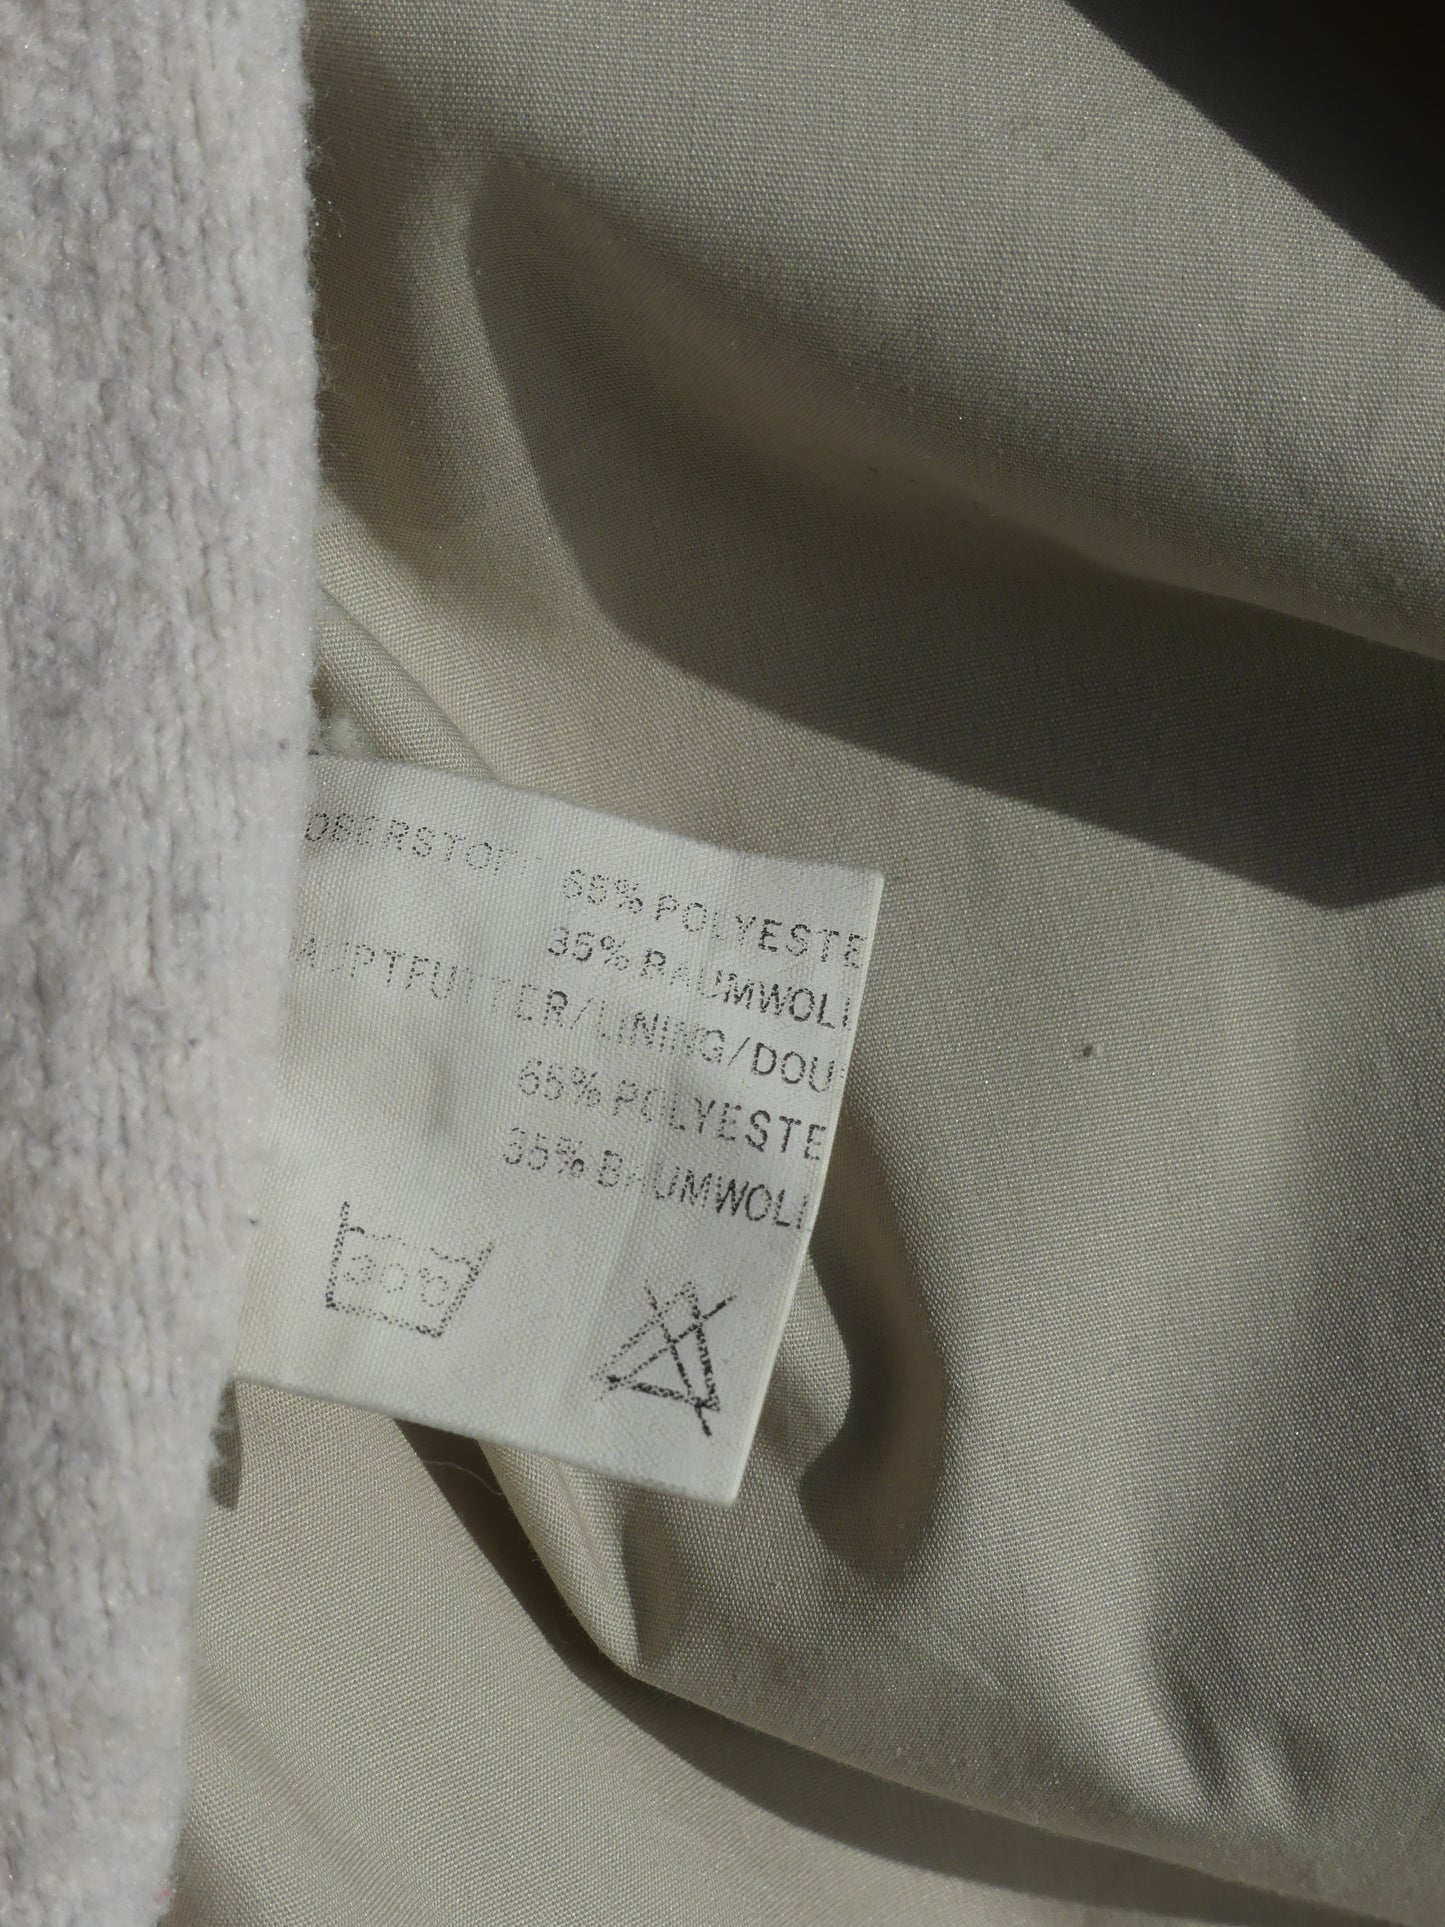 OBERSTOFF 65% POLYESTE
35% BAUMWOLL
HAUPTFUTTER/LINING/DOU
65% POLYESTE
35% BAUMWOLL
30°C